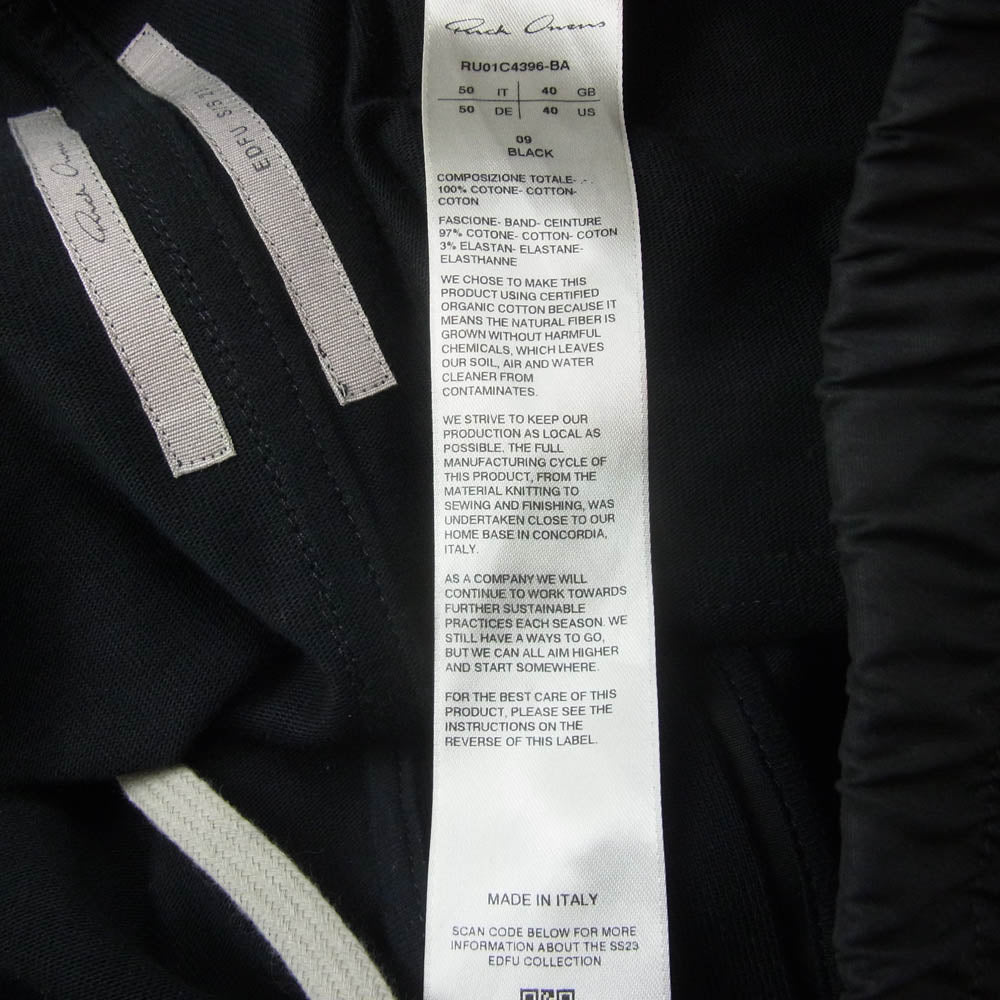 Rick Owens
EDFU S/S 2
Rick Owens
RU01C4396-BA
50 IT 40 GB
50 DE 40 US
09
BLACK
COMPOSIZIONE TOTALE- . .
100% COTONE- COTTON-
COTON
FASCIONE- BAND- CEINTURE
97% COTONE- COTTON- COTON
3% ELASTAN- ELASTANE-
ELASTHANNE
WE CHOSE TO MAKE THIS
PRODUCT USING CERTIFIED
ORGANIC COTTON BECAUSE IT
MEANS THE NATURAL FIBER IS
GROWN WITHOUT HARMFUL
CHEMICALS, WHICH LEAVES
OUR SOIL, AIR AND WATER
CLEANER FROM
CONTAMINATES.
WE STRIVE TO KEEP OUR
PRODUCTION AS LOCAL AS
POSSIBLE. THE FULL
MANUFACTURING CYCLE OF
THIS PRODUCT, FROM THE
MATERIAL KNITTING TO
SEWING AND FINISHING, WAS
UNDERTAKEN CLOSE TO OUR
HOME BASE IN CONCORDIA,
ITALY.
AS A COMPANY WE WILL
CONTINUE TO WORK TOWARDS
FURTHER SUSTAINABLE
PRACTICES EACH SEASON. WE
STILL HAVE A WAYS TO GO,
BUT WE CAN ALL AIM HIGHER
AND START SOMEWHERE.
FOR THE BEST CARE OF THIS
PRODUCT, PLEASE SEE THE
INSTRUCTIONS ON THE
REVERSE OF THIS LABEL.
MADE IN ITALY
SCAN CODE BELOW FOR MORE
INFORMATION ABOUT THE SS23
EDFU COLLECTION